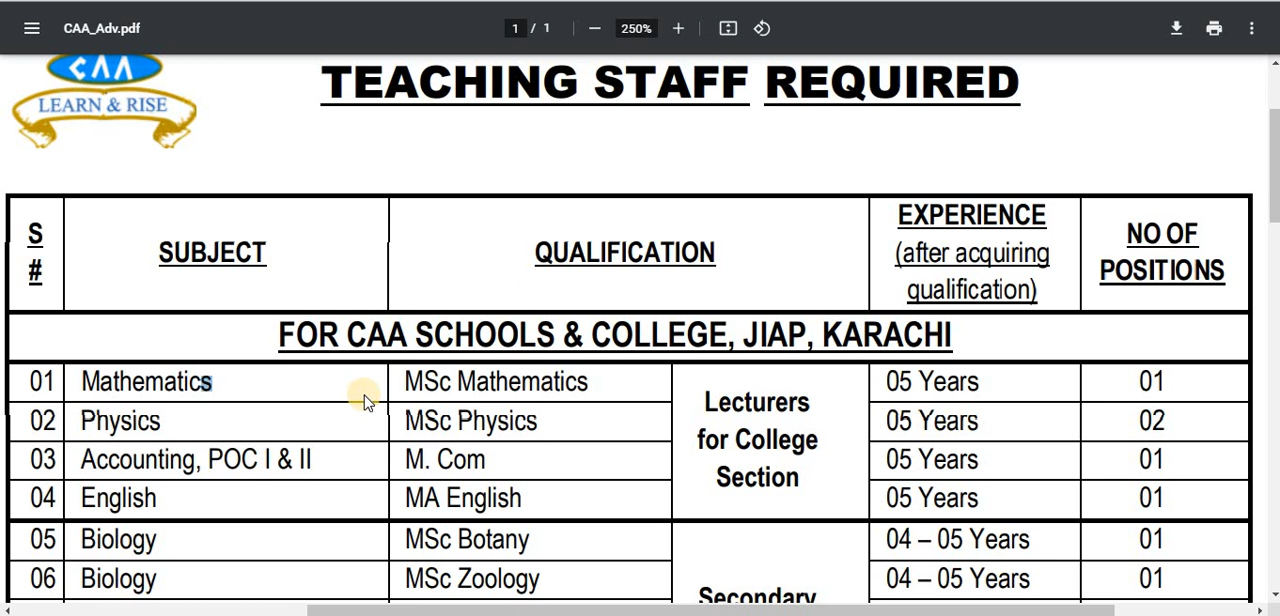 CAA_Adv.pdf
1 / 1
250%
CAA
LEARN & RISE
TEACHING STAFF REQUIRED
S # SUBJECT QUALIFICATION EXPERIENCE (after acquiring qualification) NO OF POSITIONS
FOR CAA SCHOOLS & COLLEGE, JIAP, KARACHI
01 Mathematics MSc Mathematics Lecturers for College Section 05 Years 01
02 Physics MSc Physics 05 Years 02
03 Accounting, POC I & II M. Com 05 Years 01
04 English MA English 05 Years 01
05 Biology MSc Botany 04 – 05 Years 01
06 Biology MSc Zoology Secondary 04 – 05 Years 01